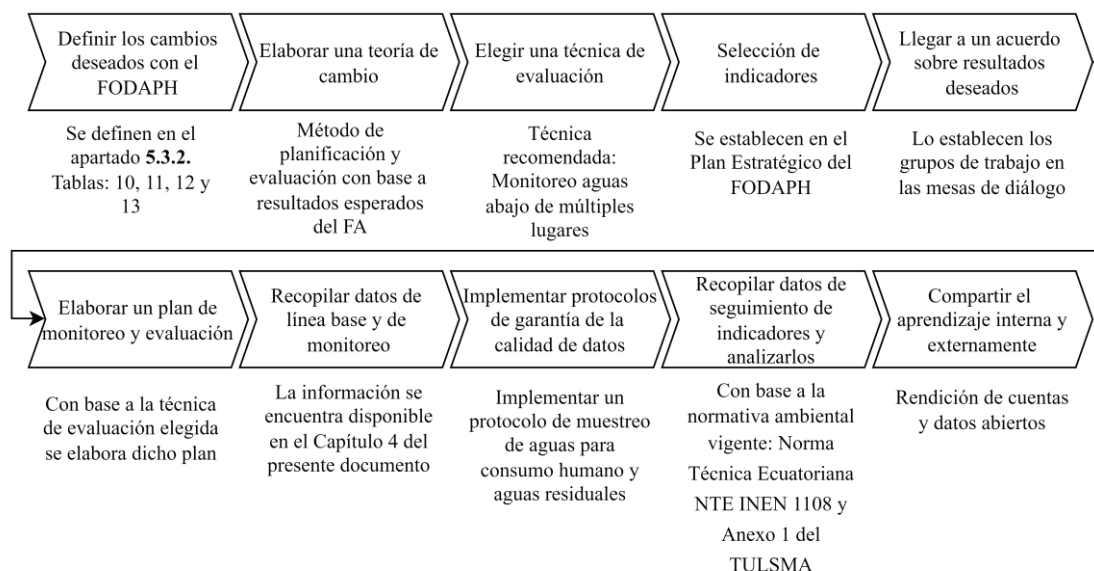 Definir los cambios
deseados con el
FODAPH
Elaborar una teoría de
cambio
Elegir una técnica de
evaluación
Selección de
indicadores
Llegar a un acuerdo
sobre resultados
deseados
Se definen en el
apartado 5.3.2.
Tablas: 10, 11, 12 y
13
Método de
planificación y
evaluación con base a
resultados esperados
del FA
Técnica
recomendada:
Monitoreo aguas
abajo de múltiples
lugares
Se establecen en el
Plan Estratégico del
FODAPH
Lo establecen los
grupos de trabajo en
las mesas de diálogo
Elaborar un plan de
monitoreo y evaluación
Recopilar datos de
línea base y de
monitoreo
Implementar protocolos
de garantía de la
calidad de datos
Recopilar datos de
seguimiento de
indicadores y
analizarlos
Compartir el
aprendizaje interna y
externamente
Con base a la técnica
de evaluación elegida
se elabora dicho plan
La información se
encuentra disponible
en el Capítulo 4 del
presente documento
Implementar un
protocolo de muestreo
de aguas para
consumo humano y
aguas residuales
Con base a la
normativa ambiental
vigente: Norma
Técnica Ecuatoriana
NTE INEN 1108 y
Anexo 1 del
TULSMA
Rendición de cuentas
y datos abiertos